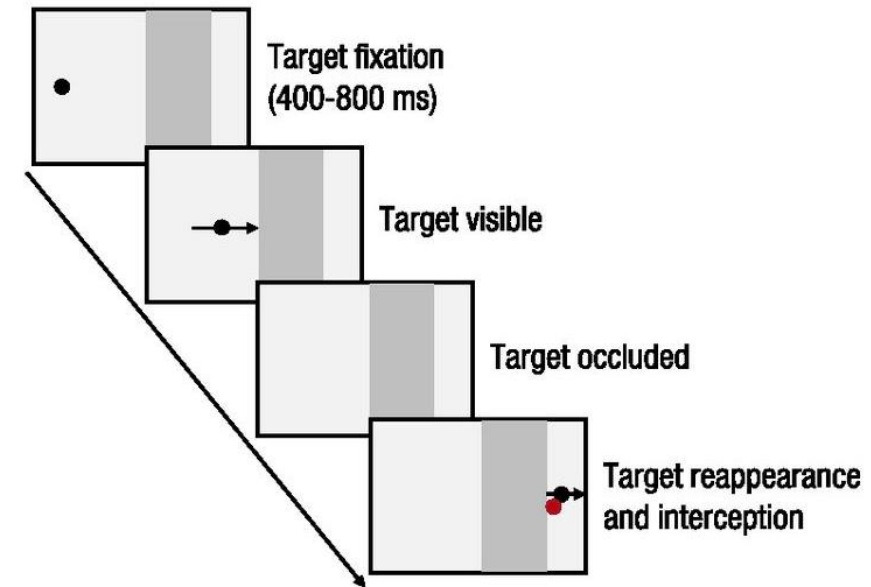 Target fixation
(400-800 ms)
Target visible
Target occluded
Target reappearance
and interception